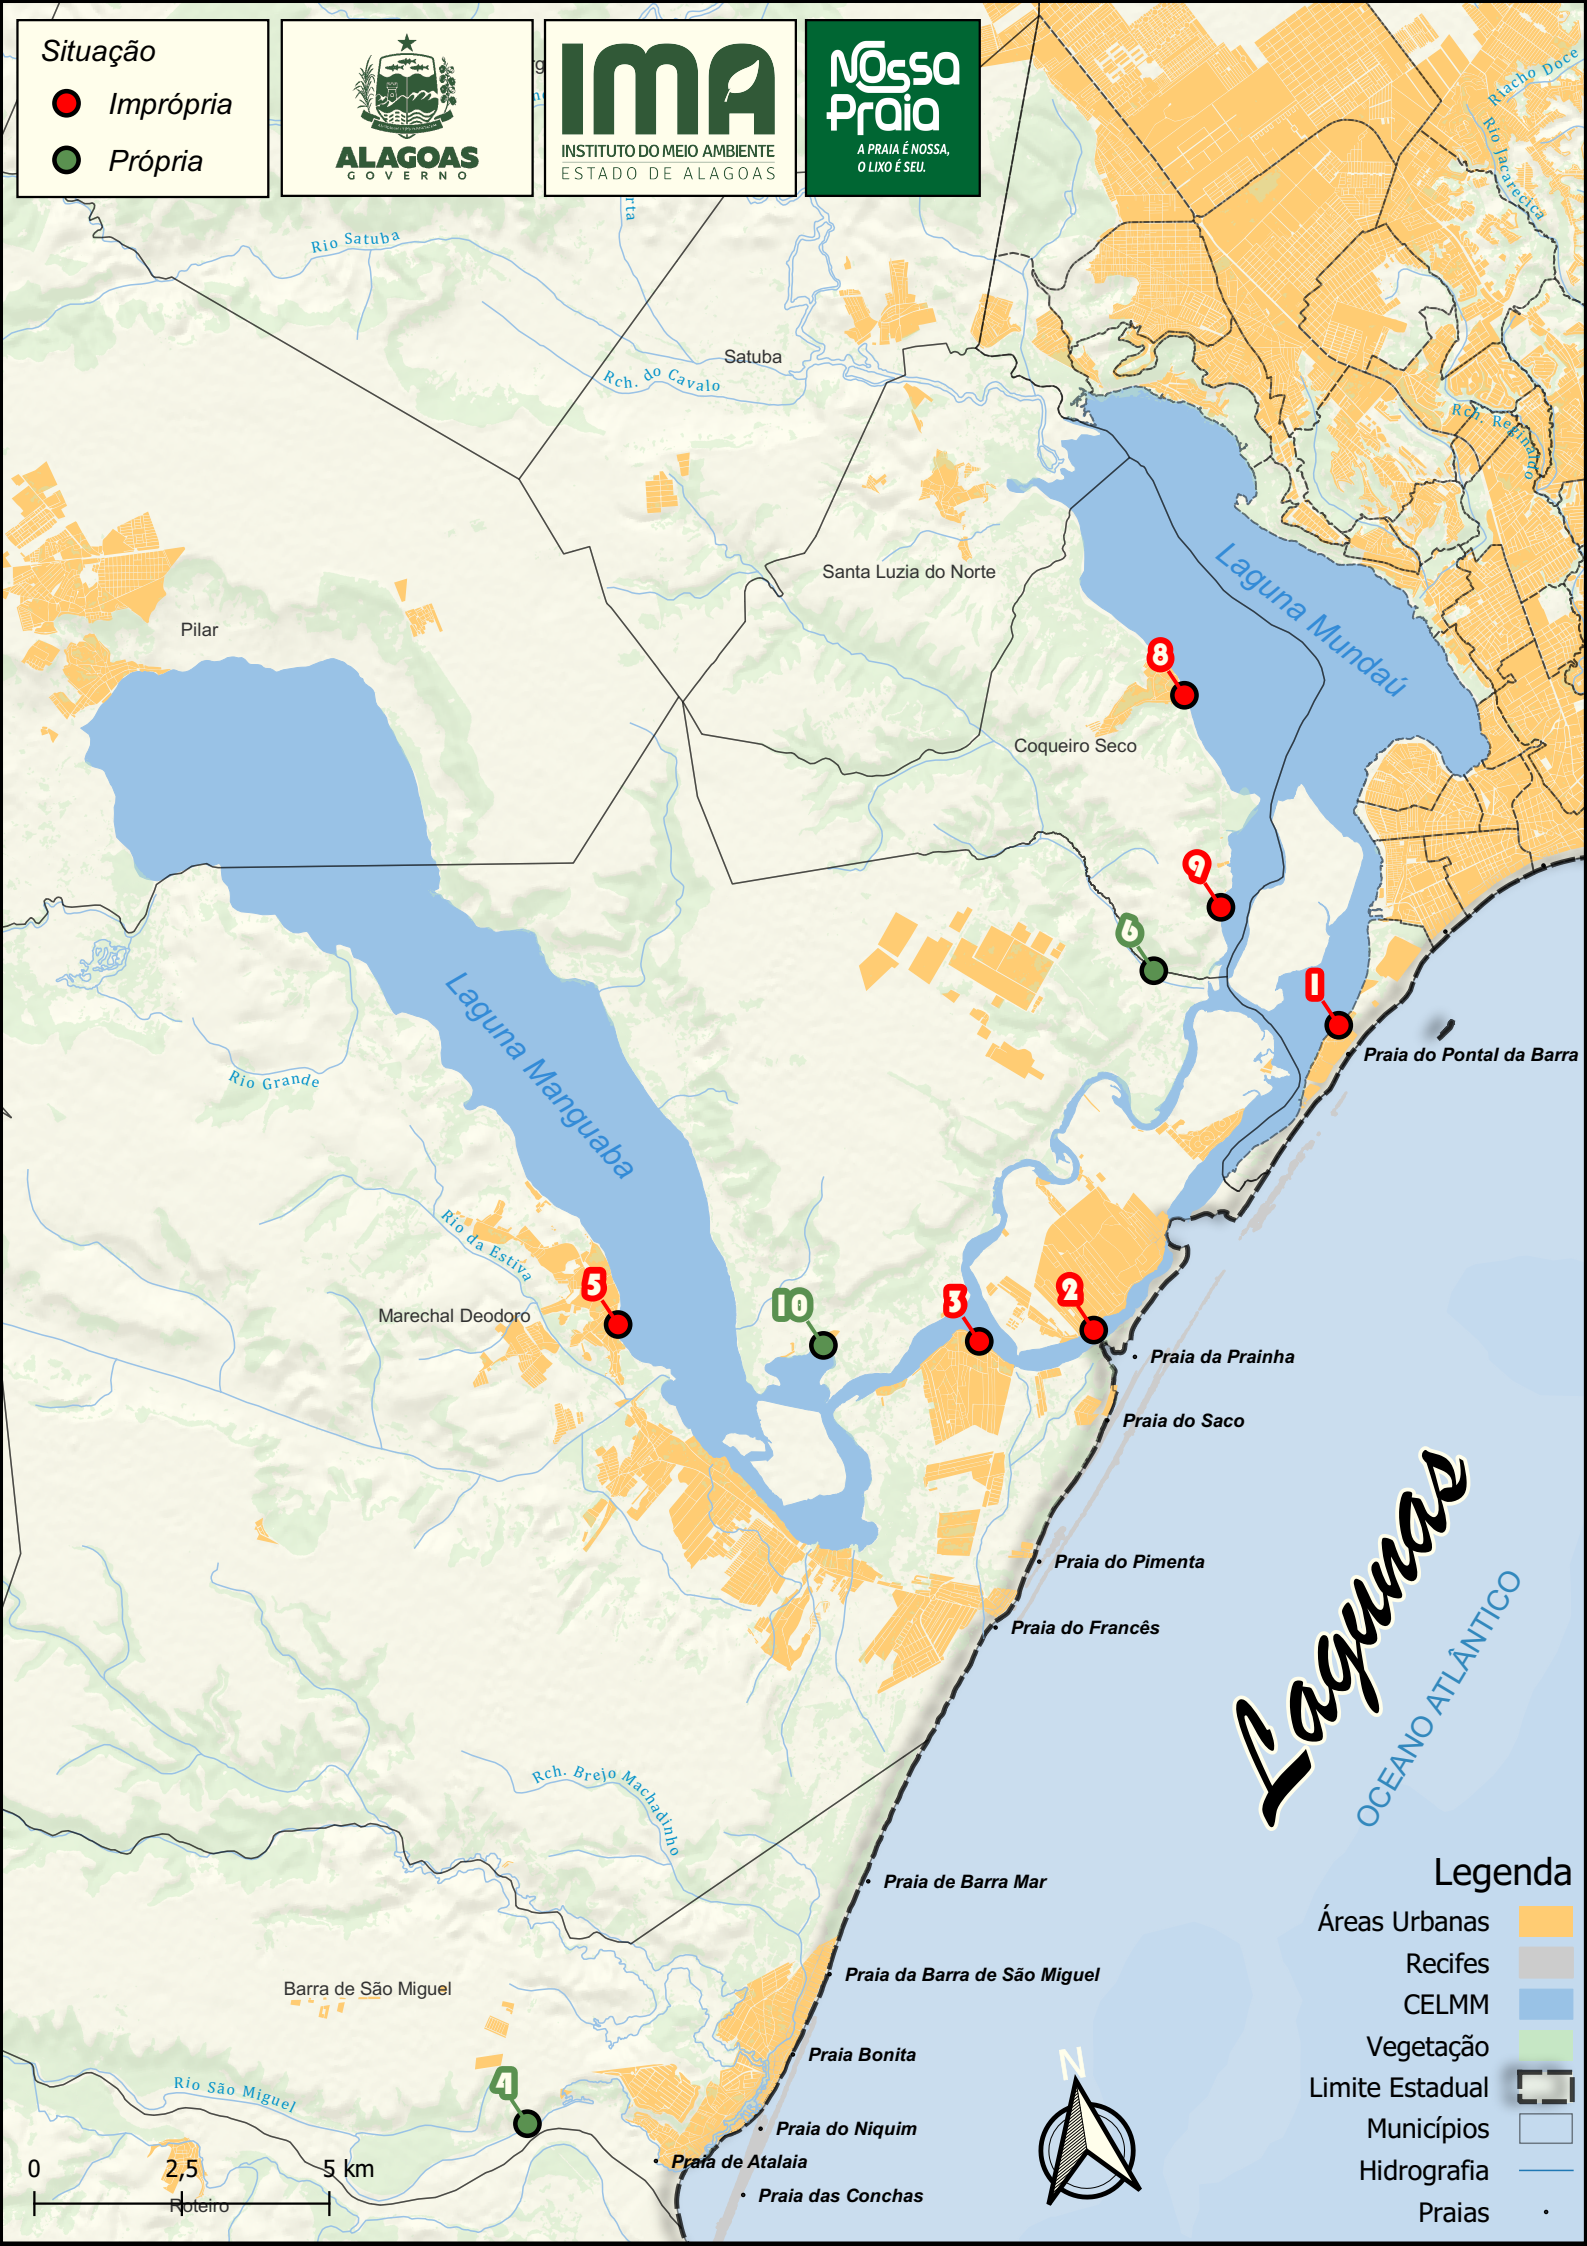 Situação
Imprópria
Própria
ALAGOAS
GOVERNO
IMA
INSTITUTO DO MEIO AMBIENTE
ESTADO DE ALAGOAS
Nossa
Praia
A PRAIA É NOSSA,
O LIXO É SEU.
Riacho Doce
Rio Jacarecica
Rio Satuba
Satuba
Rch. do Cavalo
Rch. Reginaldo
Santa Luzia do Norte
Laguna Mundaú
Pilar
8
Coqueiro Seco
9
6
1
Laguna Manguaba
Praia do Pontal da Barra
Rio Grande
Rio da Estiva
5
10
3
2
Marechal Deodoro
Praia da Prainha
Praia do Saco
Lagunas
Praia do Pimenta
OCEANO ATLÂNTICO
Praia do Francês
Rch. Brejo Machadinho
Praia de Barra Mar
Praia da Barra de São Miguel
Barra de São Miguel
Praia Bonita
Rio São Miguel
4
Praia do Niquim
Praia de Atalaia
Praia das Conchas
Roteiro
0 2,5 5 km
N
Legenda
Áreas Urbanas
Recifes
CELMM
Vegetação
Limite Estadual
Municípios
Hidrografia
Praias